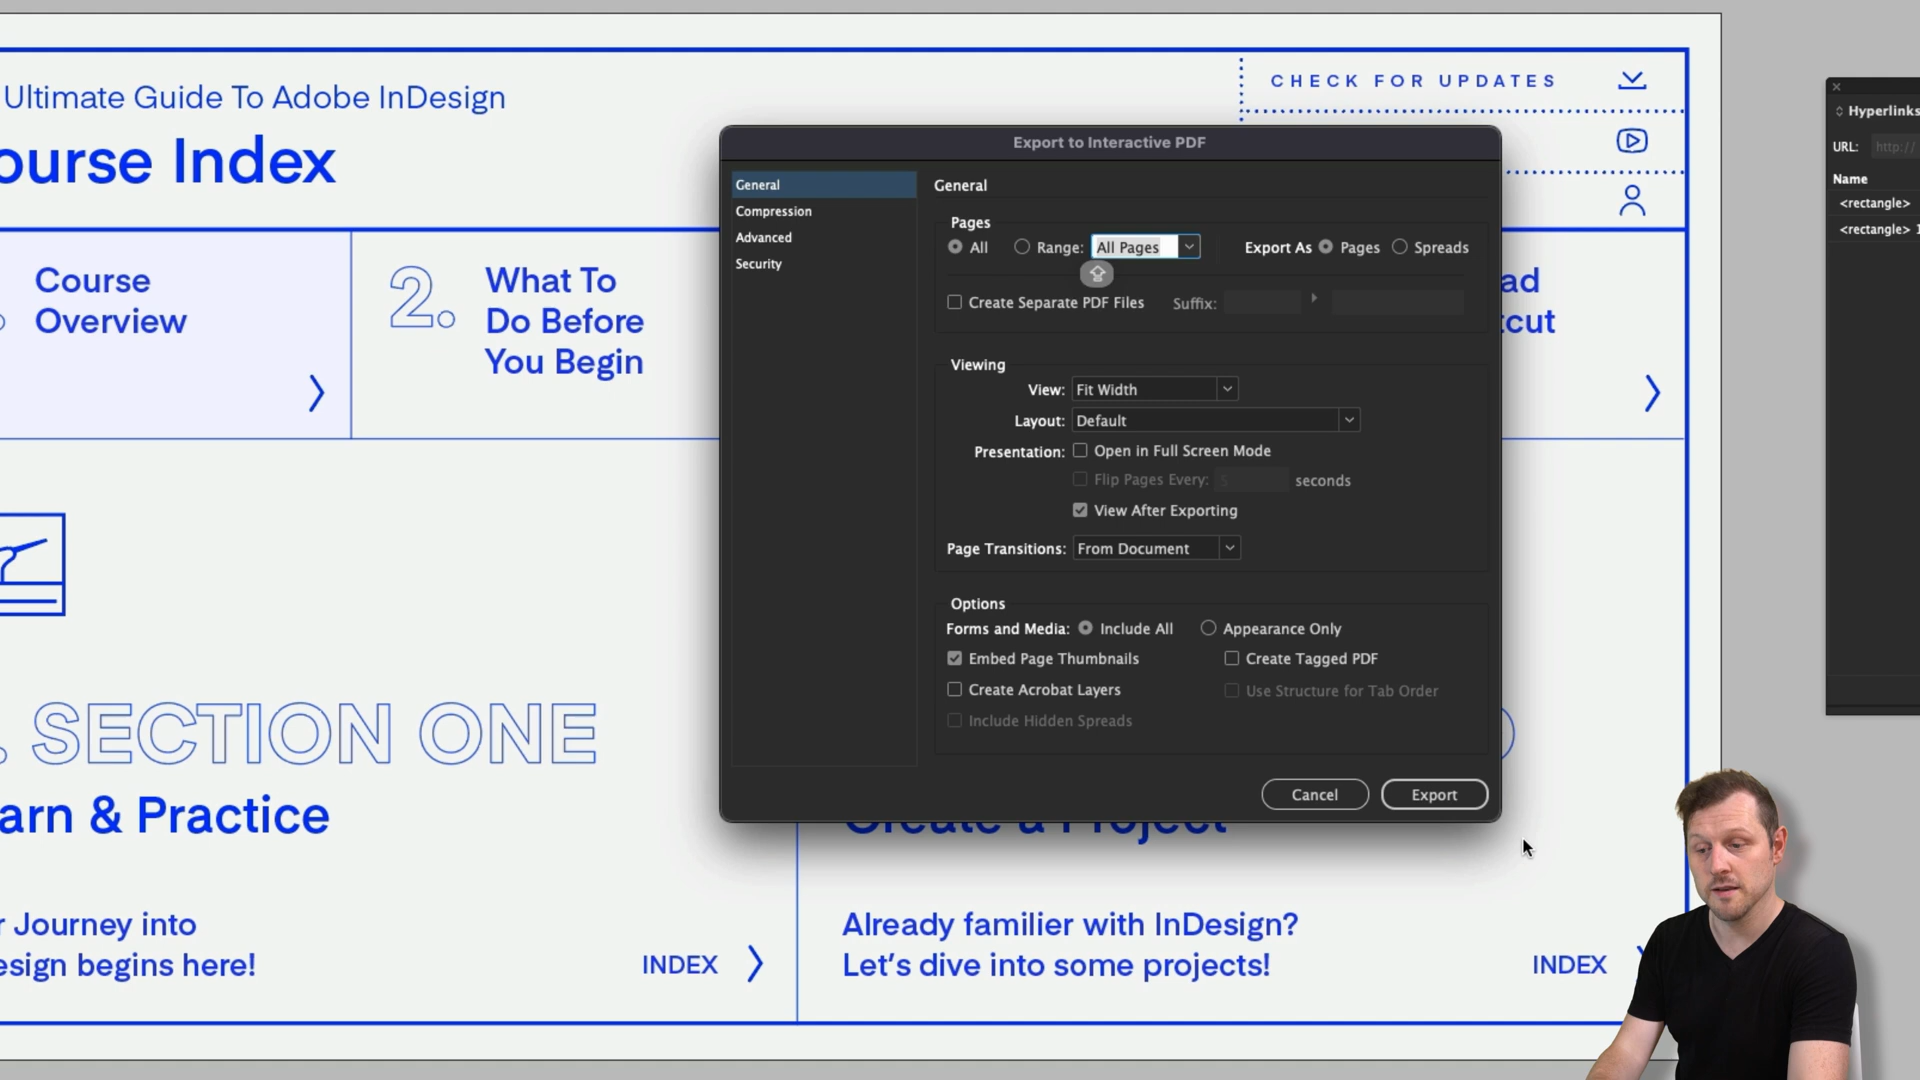 Ultimate Guide To Adobe InDesign
ourse Index
CHECK FOR UPDATES
Course
Overview
2.
What To
Do Before
You Begin
ad
tcut
SECTION ONE
arn & Practice
r Journey into
esign begins here!
INDEX
Create a Project
Already familier with InDesign?
Let's dive into some projects!
INDEX
Export to Interactive PDF
General
Compression
Advanced
Security
General
Pages
All
Range: All Pages
Export As
Pages
Spreads
Create Separate PDF Files
Suffix:
Viewing
View: Fit Width
Layout: Default
Presentation:
Open in Full Screen Mode
Flip Pages Every: 5 seconds
View After Exporting
Page Transitions: From Document
Options
Forms and Media:
Include All
Appearance Only
Embed Page Thumbnails
Create Tagged PDF
Create Acrobat Layers
Use Structure for Tab Order
Include Hidden Spreads
Cancel
Export
Hyperlinks
URL: http://
Name
<rectangle>
<rectangle> 1